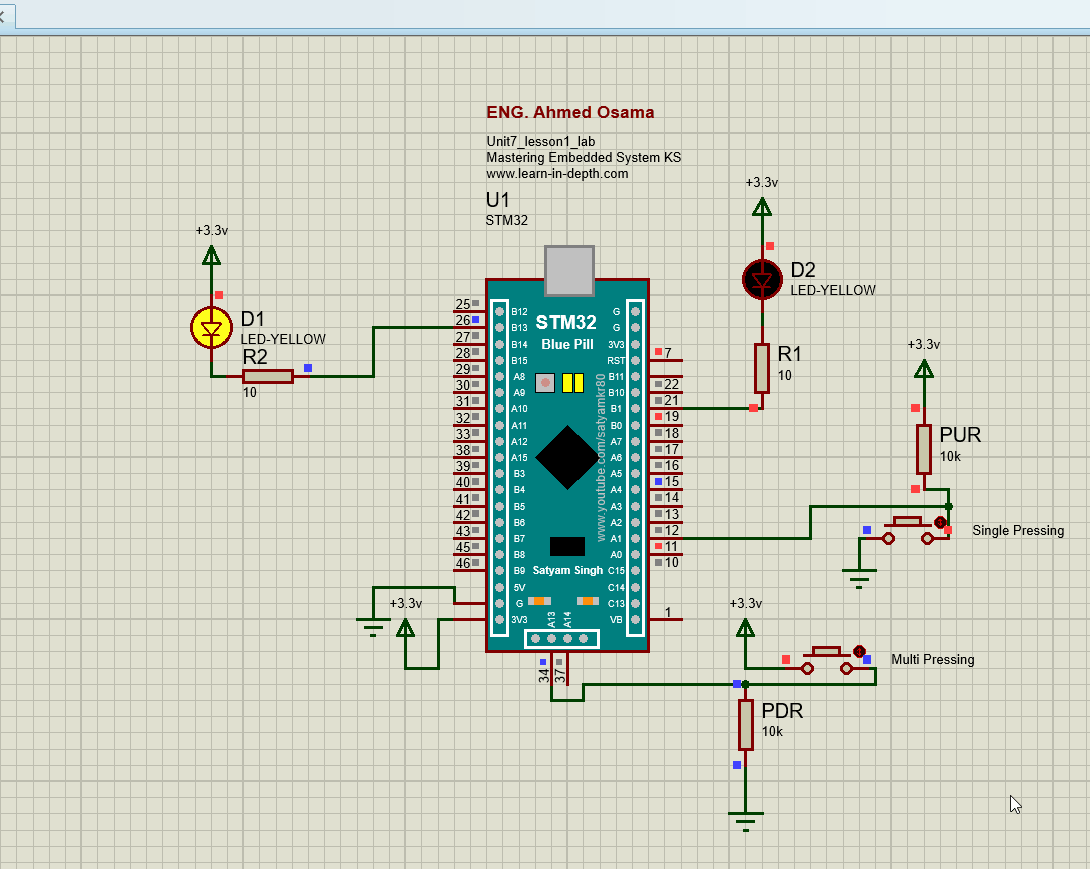 ENG. Ahmed Osama
Unit7_lesson1_lab
Mastering Embedded System KS
www.learn-in-depth.com
U1
STM32
+3.3v
D1
LED-YELLOW
R2
10
+3.3v
D2
LED-YELLOW
R1
10
+3.3v
PUR
10k
Single Pressing
+3.3v
Multi Pressing
PDR
10k
+3.3v
STM32
Blue Pill
www.youtube.com/satyamkr80
Satyam Singh
25 B12
26 B13
27 B14
28 B15
29 A8
30 A9
31 A10
32 A11
33 A12
38 A15
39 B3
40 B4
41 B5
42 B6
43 B7
45 B8
46 B9
5V
G
3V3
G
G
3V3
RST 7
B11 22
B10 21
B1 19
B0 18
A7 17
A6 16
A5 15
A4 14
A3 13
A2 12
A1 11
A0 10
C15
C14
C13
VB 1
A13
A14
34
37